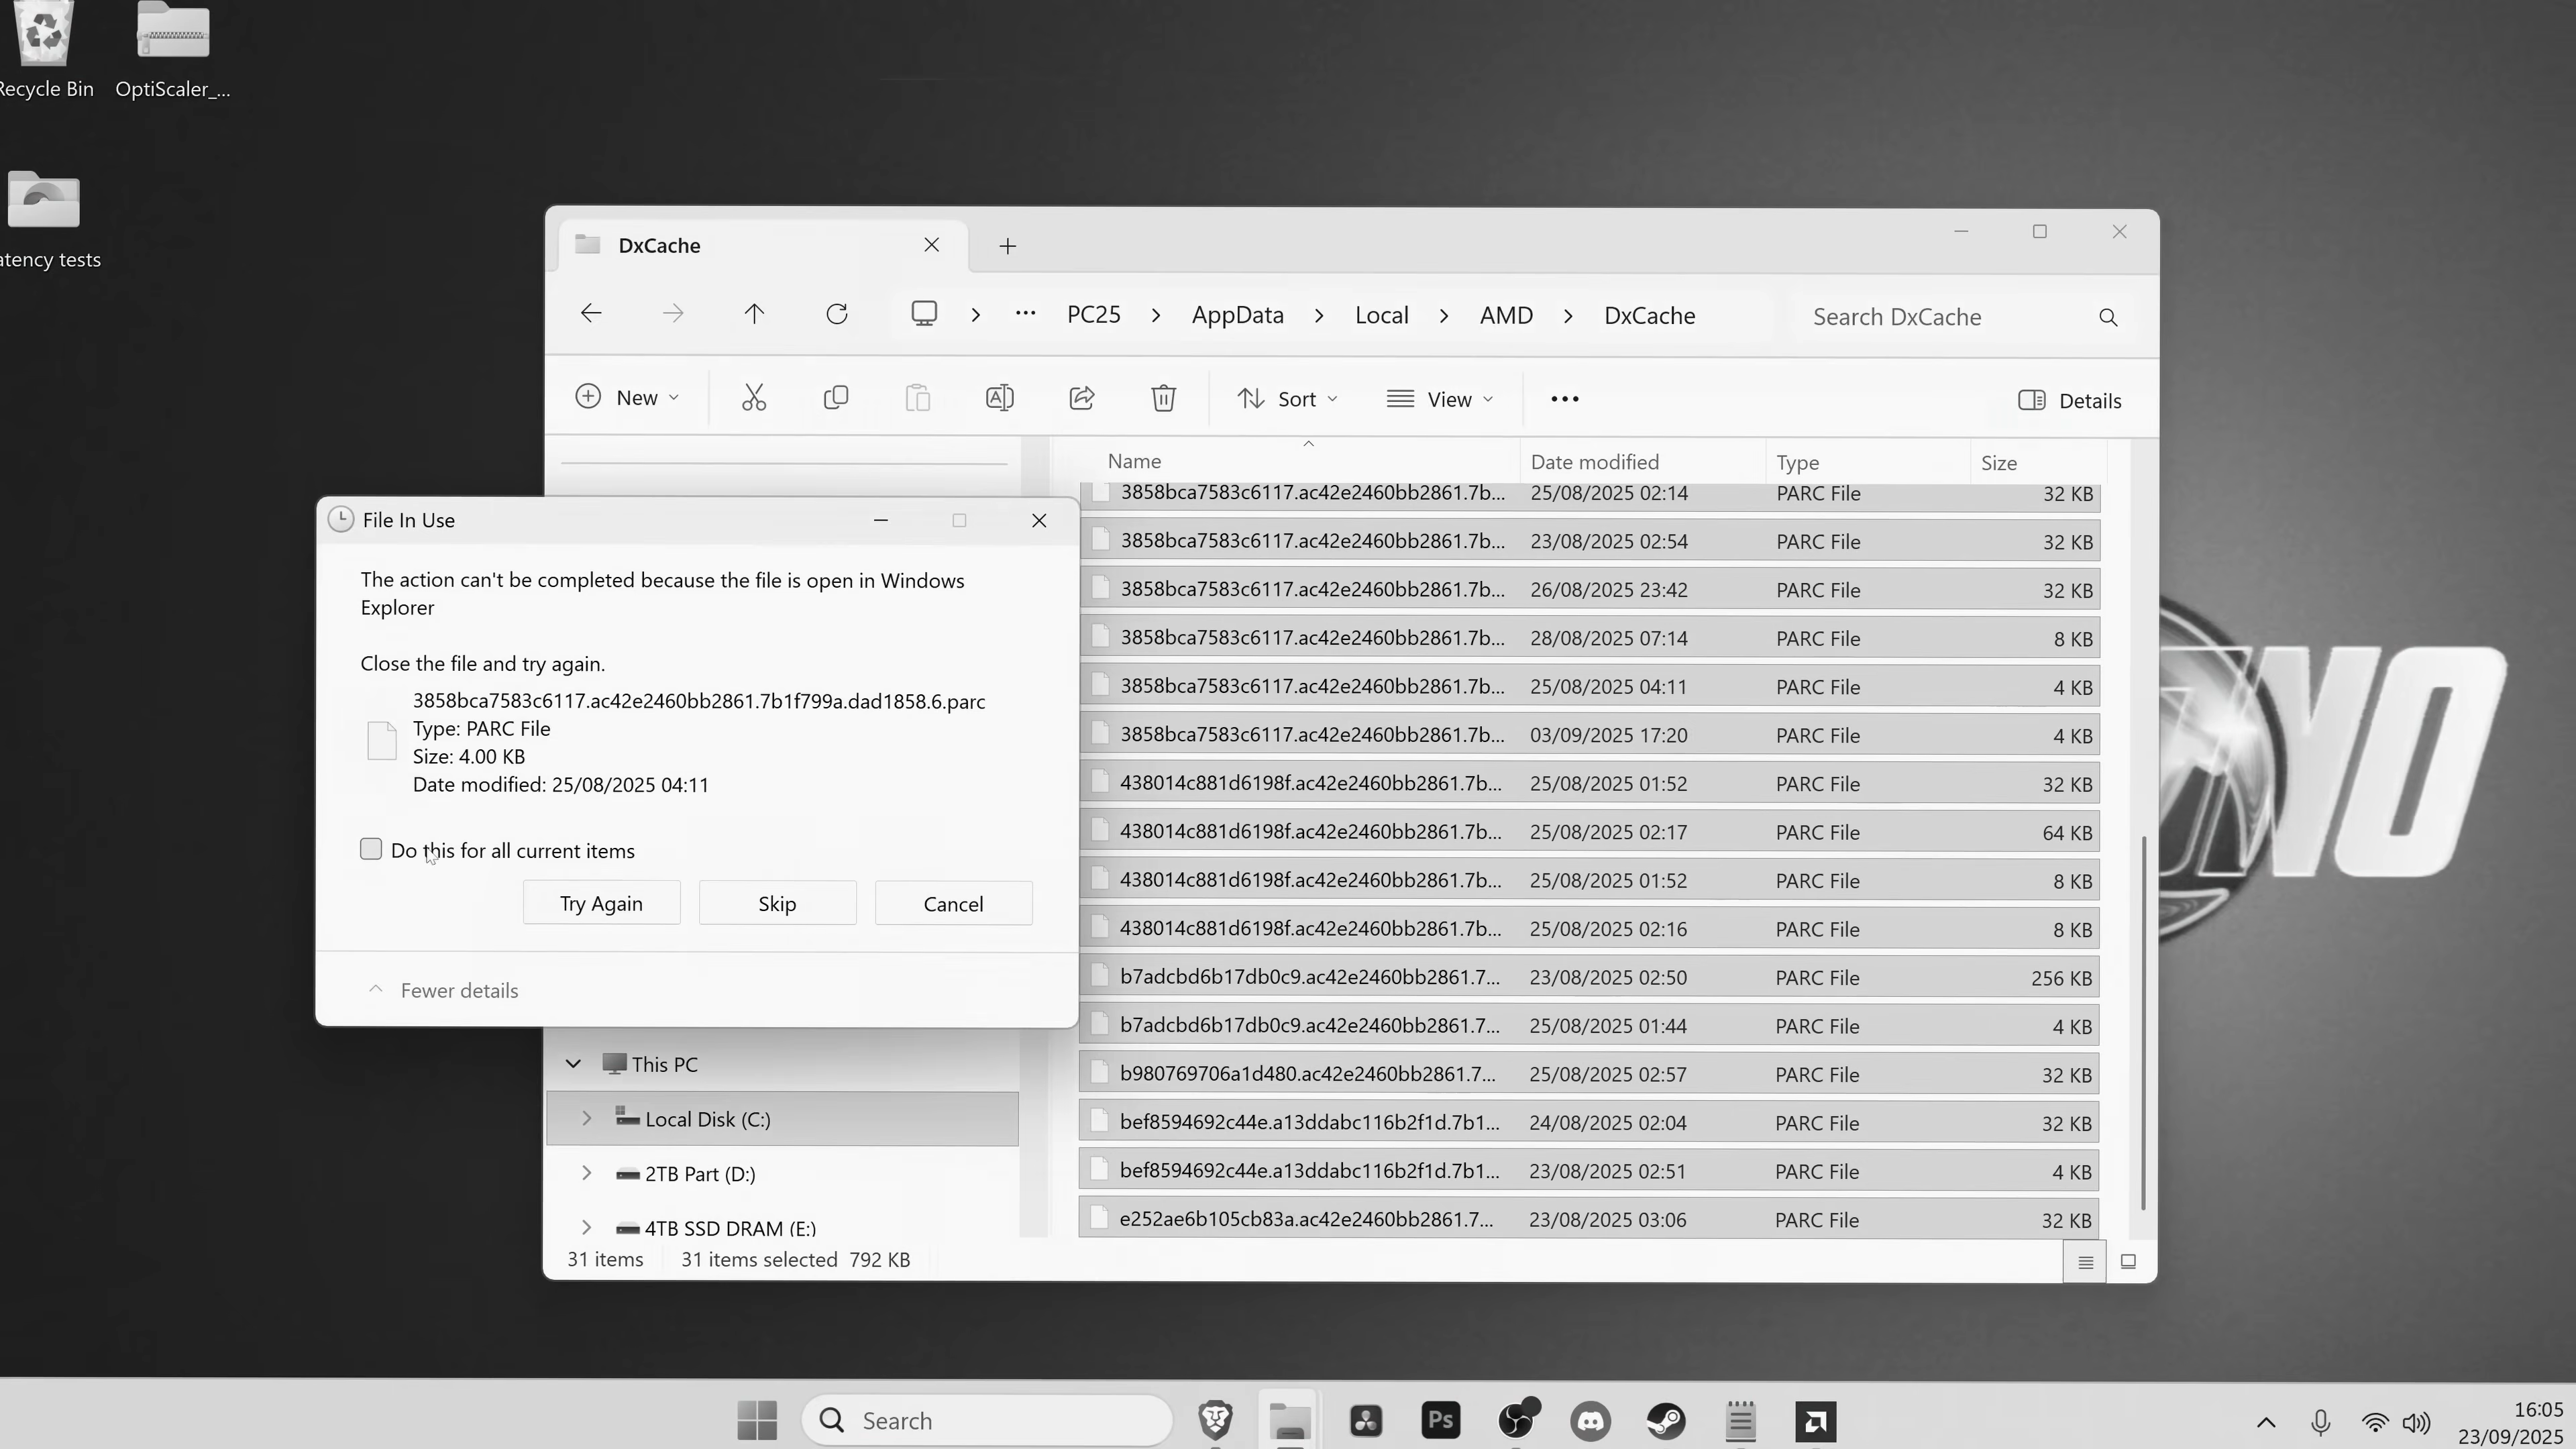 Recycle Bin
OptiScaler_...
atency tests
DxCache
PC25 > AppData > Local > AMD > DxCache
Search DxCache
New
Sort
View
Details
Name Date modified Type Size
3858bca7583c6117.ac42e2460bb2861.7b... 25/08/2025 02:14 PARC File 32 KB
3858bca7583c6117.ac42e2460bb2861.7b... 23/08/2025 02:54 PARC File 32 KB
3858bca7583c6117.ac42e2460bb2861.7b... 26/08/2025 23:42 PARC File 32 KB
3858bca7583c6117.ac42e2460bb2861.7b... 28/08/2025 07:14 PARC File 8 KB
3858bca7583c6117.ac42e2460bb2861.7b... 25/08/2025 04:11 PARC File 4 KB
3858bca7583c6117.ac42e2460bb2861.7b... 03/09/2025 17:20 PARC File 4 KB
438014c881d6198f.ac42e2460bb2861.7b... 25/08/2025 01:52 PARC File 32 KB
438014c881d6198f.ac42e2460bb2861.7b... 25/08/2025 02:17 PARC File 64 KB
438014c881d6198f.ac42e2460bb2861.7b... 25/08/2025 01:52 PARC File 8 KB
438014c881d6198f.ac42e2460bb2861.7b... 25/08/2025 02:16 PARC File 8 KB
b7adcbd6b17db0c9.ac42e2460bb2861.7... 23/08/2025 02:50 PARC File 256 KB
b7adcbd6b17db0c9.ac42e2460bb2861.7... 25/08/2025 01:44 PARC File 4 KB
b980769706a1d480.ac42e2460bb2861.7... 25/08/2025 02:57 PARC File 32 KB
bef8594692c44e.a13ddabc116b2f1d.7b1... 24/08/2025 02:04 PARC File 32 KB
bef8594692c44e.a13ddabc116b2f1d.7b1... 23/08/2025 02:51 PARC File 4 KB
e252ae6b105cb83a.ac42e2460bb2861.7... 23/08/2025 03:06 PARC File 32 KB
File In Use
The action can't be completed because the file is open in Windows
Explorer
Close the file and try again.
3858bca7583c6117.ac42e2460bb2861.7b1f799a.dad1858.6.parc
Type: PARC File
Size: 4.00 KB
Date modified: 25/08/2025 04:11
Do this for all current items
Try Again
Skip
Cancel
Fewer details
This PC
Local Disk (C:)
2TB Part (D:)
4TB SSD DRAM (E:)
31 items
31 items selected 792 KB
Search
Ps
16:05
23/09/2025